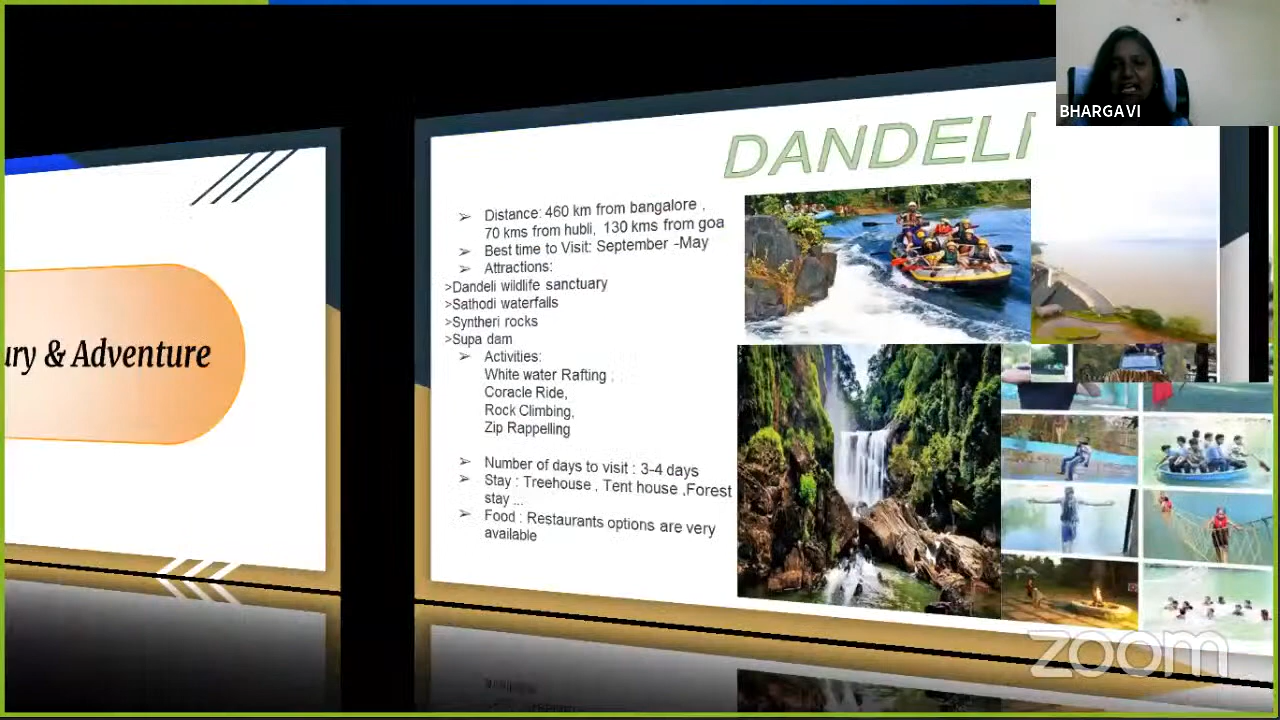 BHARGAVI
ury & Adventure
DANDELI
➢ Distance: 460 km from bangalore ,
70 kms from hubli, 130 kms from goa
➢ Best time to Visit: September -May
➢ Attractions:
>Dandeli wildlife sanctuary
>Sathodi waterfalls
>Syntheri rocks
>Supa dam
➢ Activities:
White water Rafting ;
Coracle Ride,
Rock Climbing,
Zip Rappelling
➢ Number of days to visit : 3-4 days
➢ Stay : Treehouse , Tent house ,Forest
stay ...
➢ Food : Restaurants options are very
available
zoom